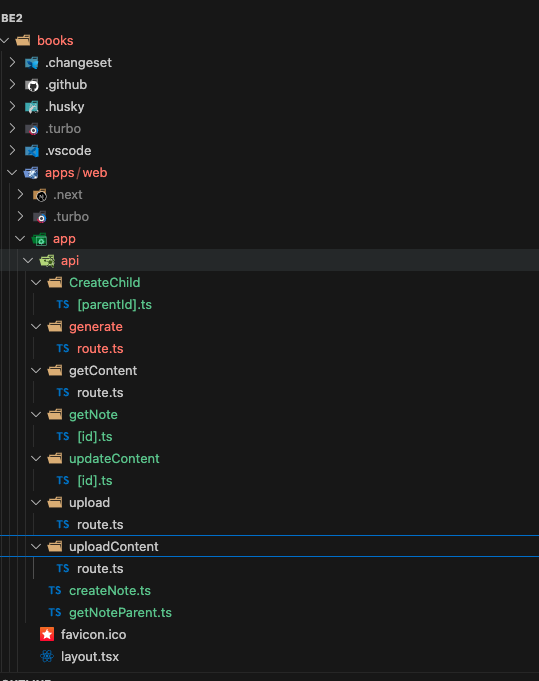 BE2
books
.changeset
.github
.husky
.turbo
.vscode
apps/web
.next
.turbo
app
api
CreateChild
TS [parentId].ts
generate
TS route.ts
getContent
TS route.ts
getNote
TS [id].ts
updateContent
TS [id].ts
upload
TS route.ts
uploadContent
TS route.ts
TS createNote.ts
TS getNoteParent.ts
favicon.ico
layout.tsx